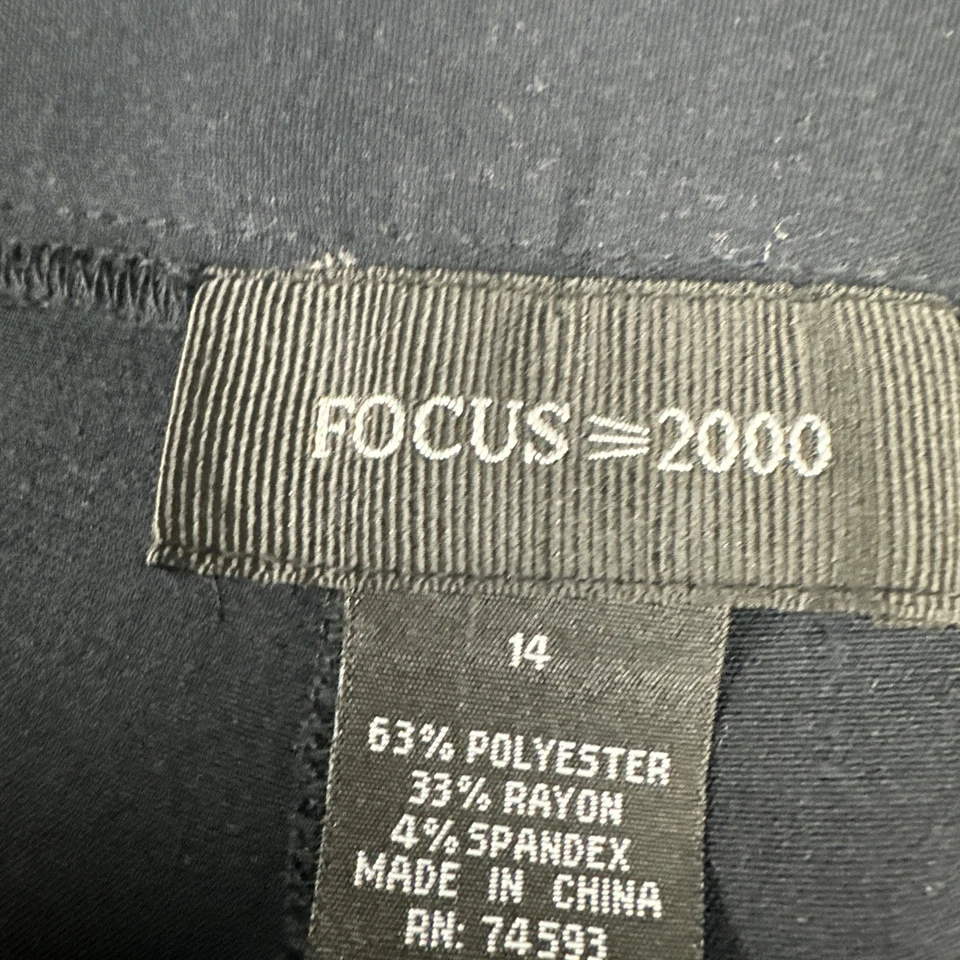 FOCUS⪖2000
14
63% POLYESTER
33% RAYON
4% SPANDEX
MADE IN CHINA
RN: 74593